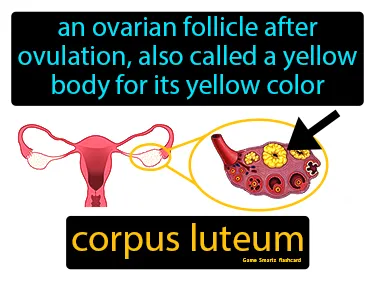 an ovarian follicle after
ovulation, also called a yellow
body for its yellow color
corpus luteum
Game Smartz flashcard